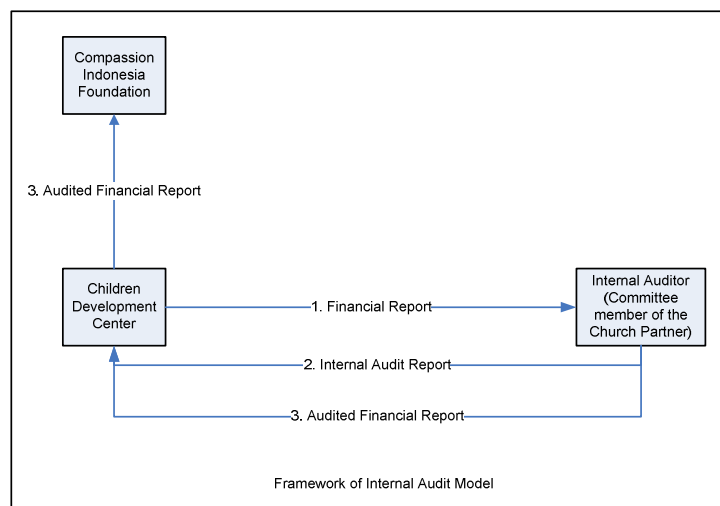 Compassion
Indonesia
Foundation
3. Audited Financial Report
Children
Development
Center
1. Financial Report
Internal Auditor
(Committee
member of the
Church Partner)
2. Internal Audit Report
3. Audited Financial Report
Framework of Internal Audit Model